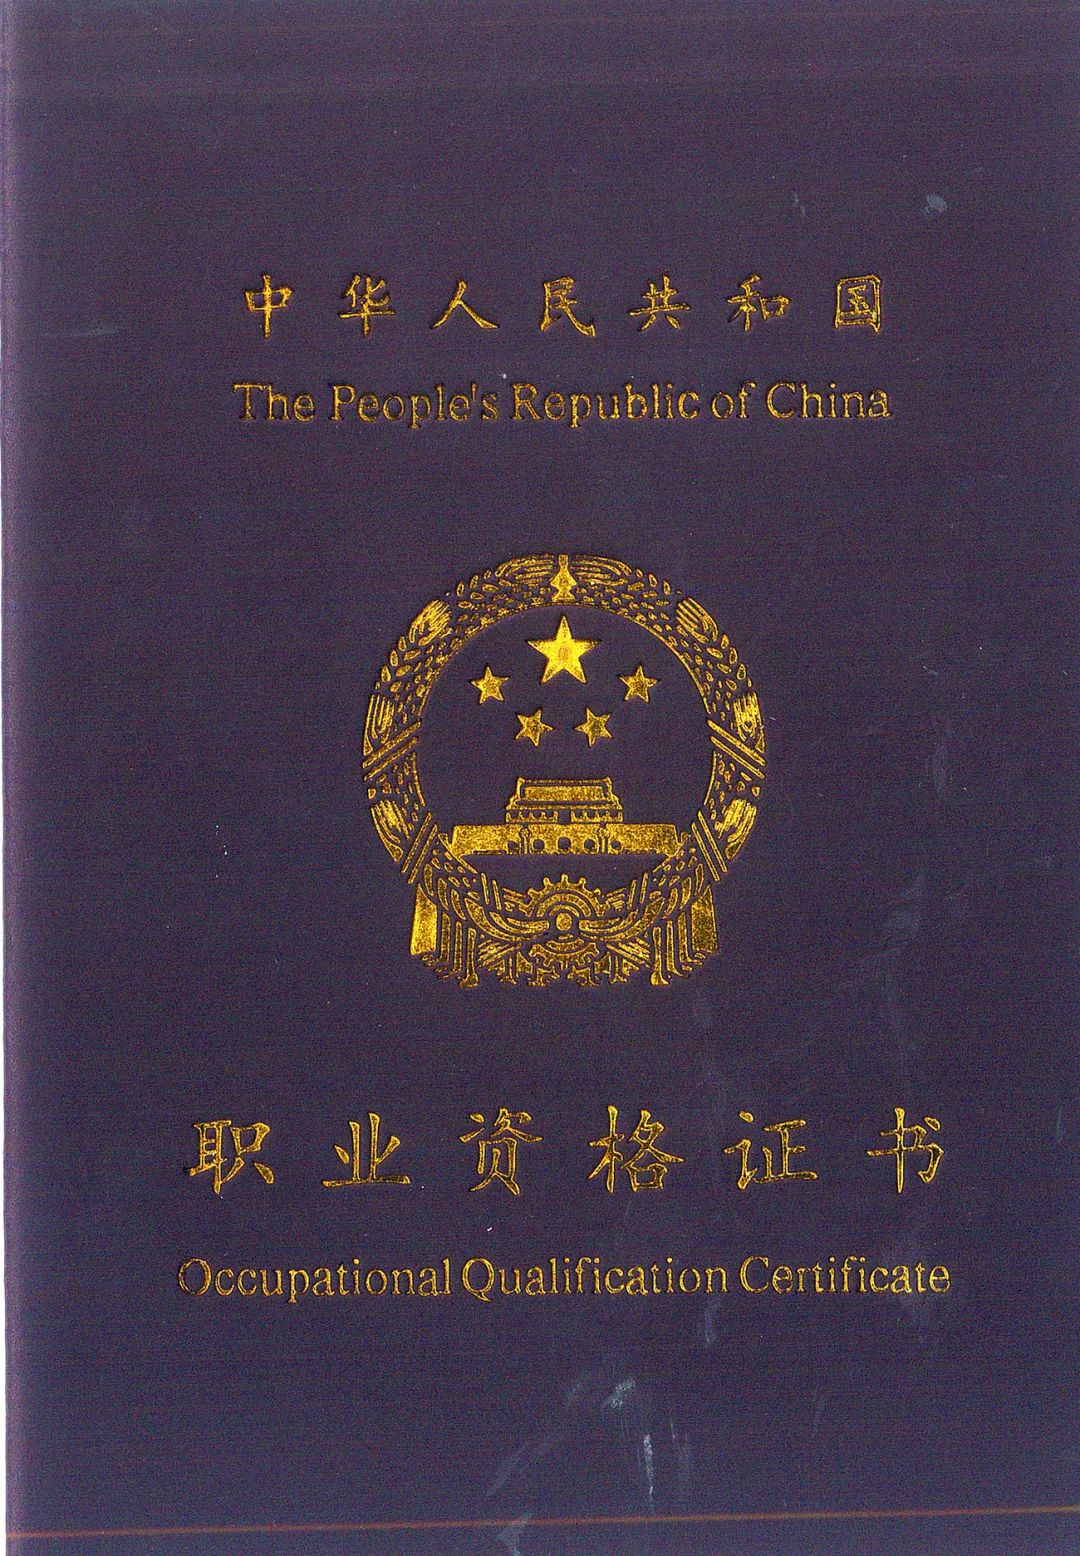 中华人民共和国
The People's Republic of China
职业资格证书
Occupational Qualification Certificate